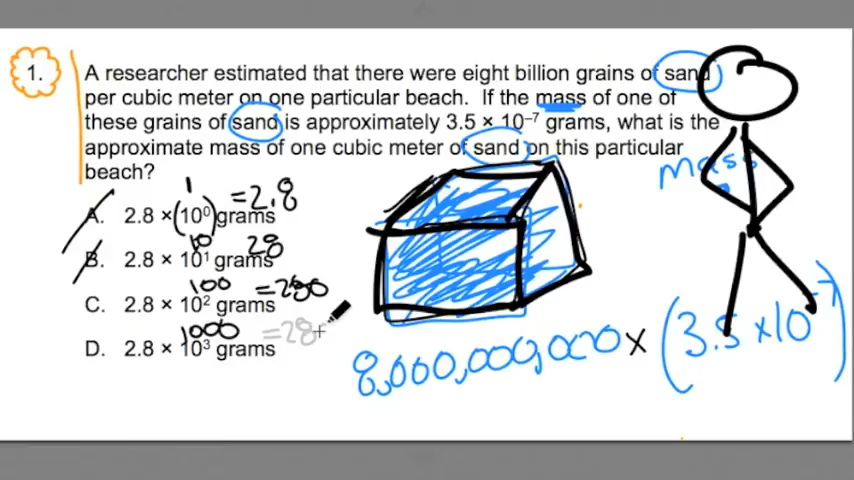 1. A researcher estimated that there were eight billion grains of sand
per cubic meter on one particular beach. If the mass of one of
these grains of sand is approximately 3.5 × 10⁻⁷ grams, what is the
approximate mass of one cubic meter of sand on this particular
beach?
mass
1
A. 2.8 × (10⁰) grams =2.8
10
B. 2.8 × 10¹ grams 28
100
C. 2.8 × 10² grams =280
1000
D. 2.8 × 10³ grams =28
8,000,000,000 × (3.5 × 10⁻⁷)